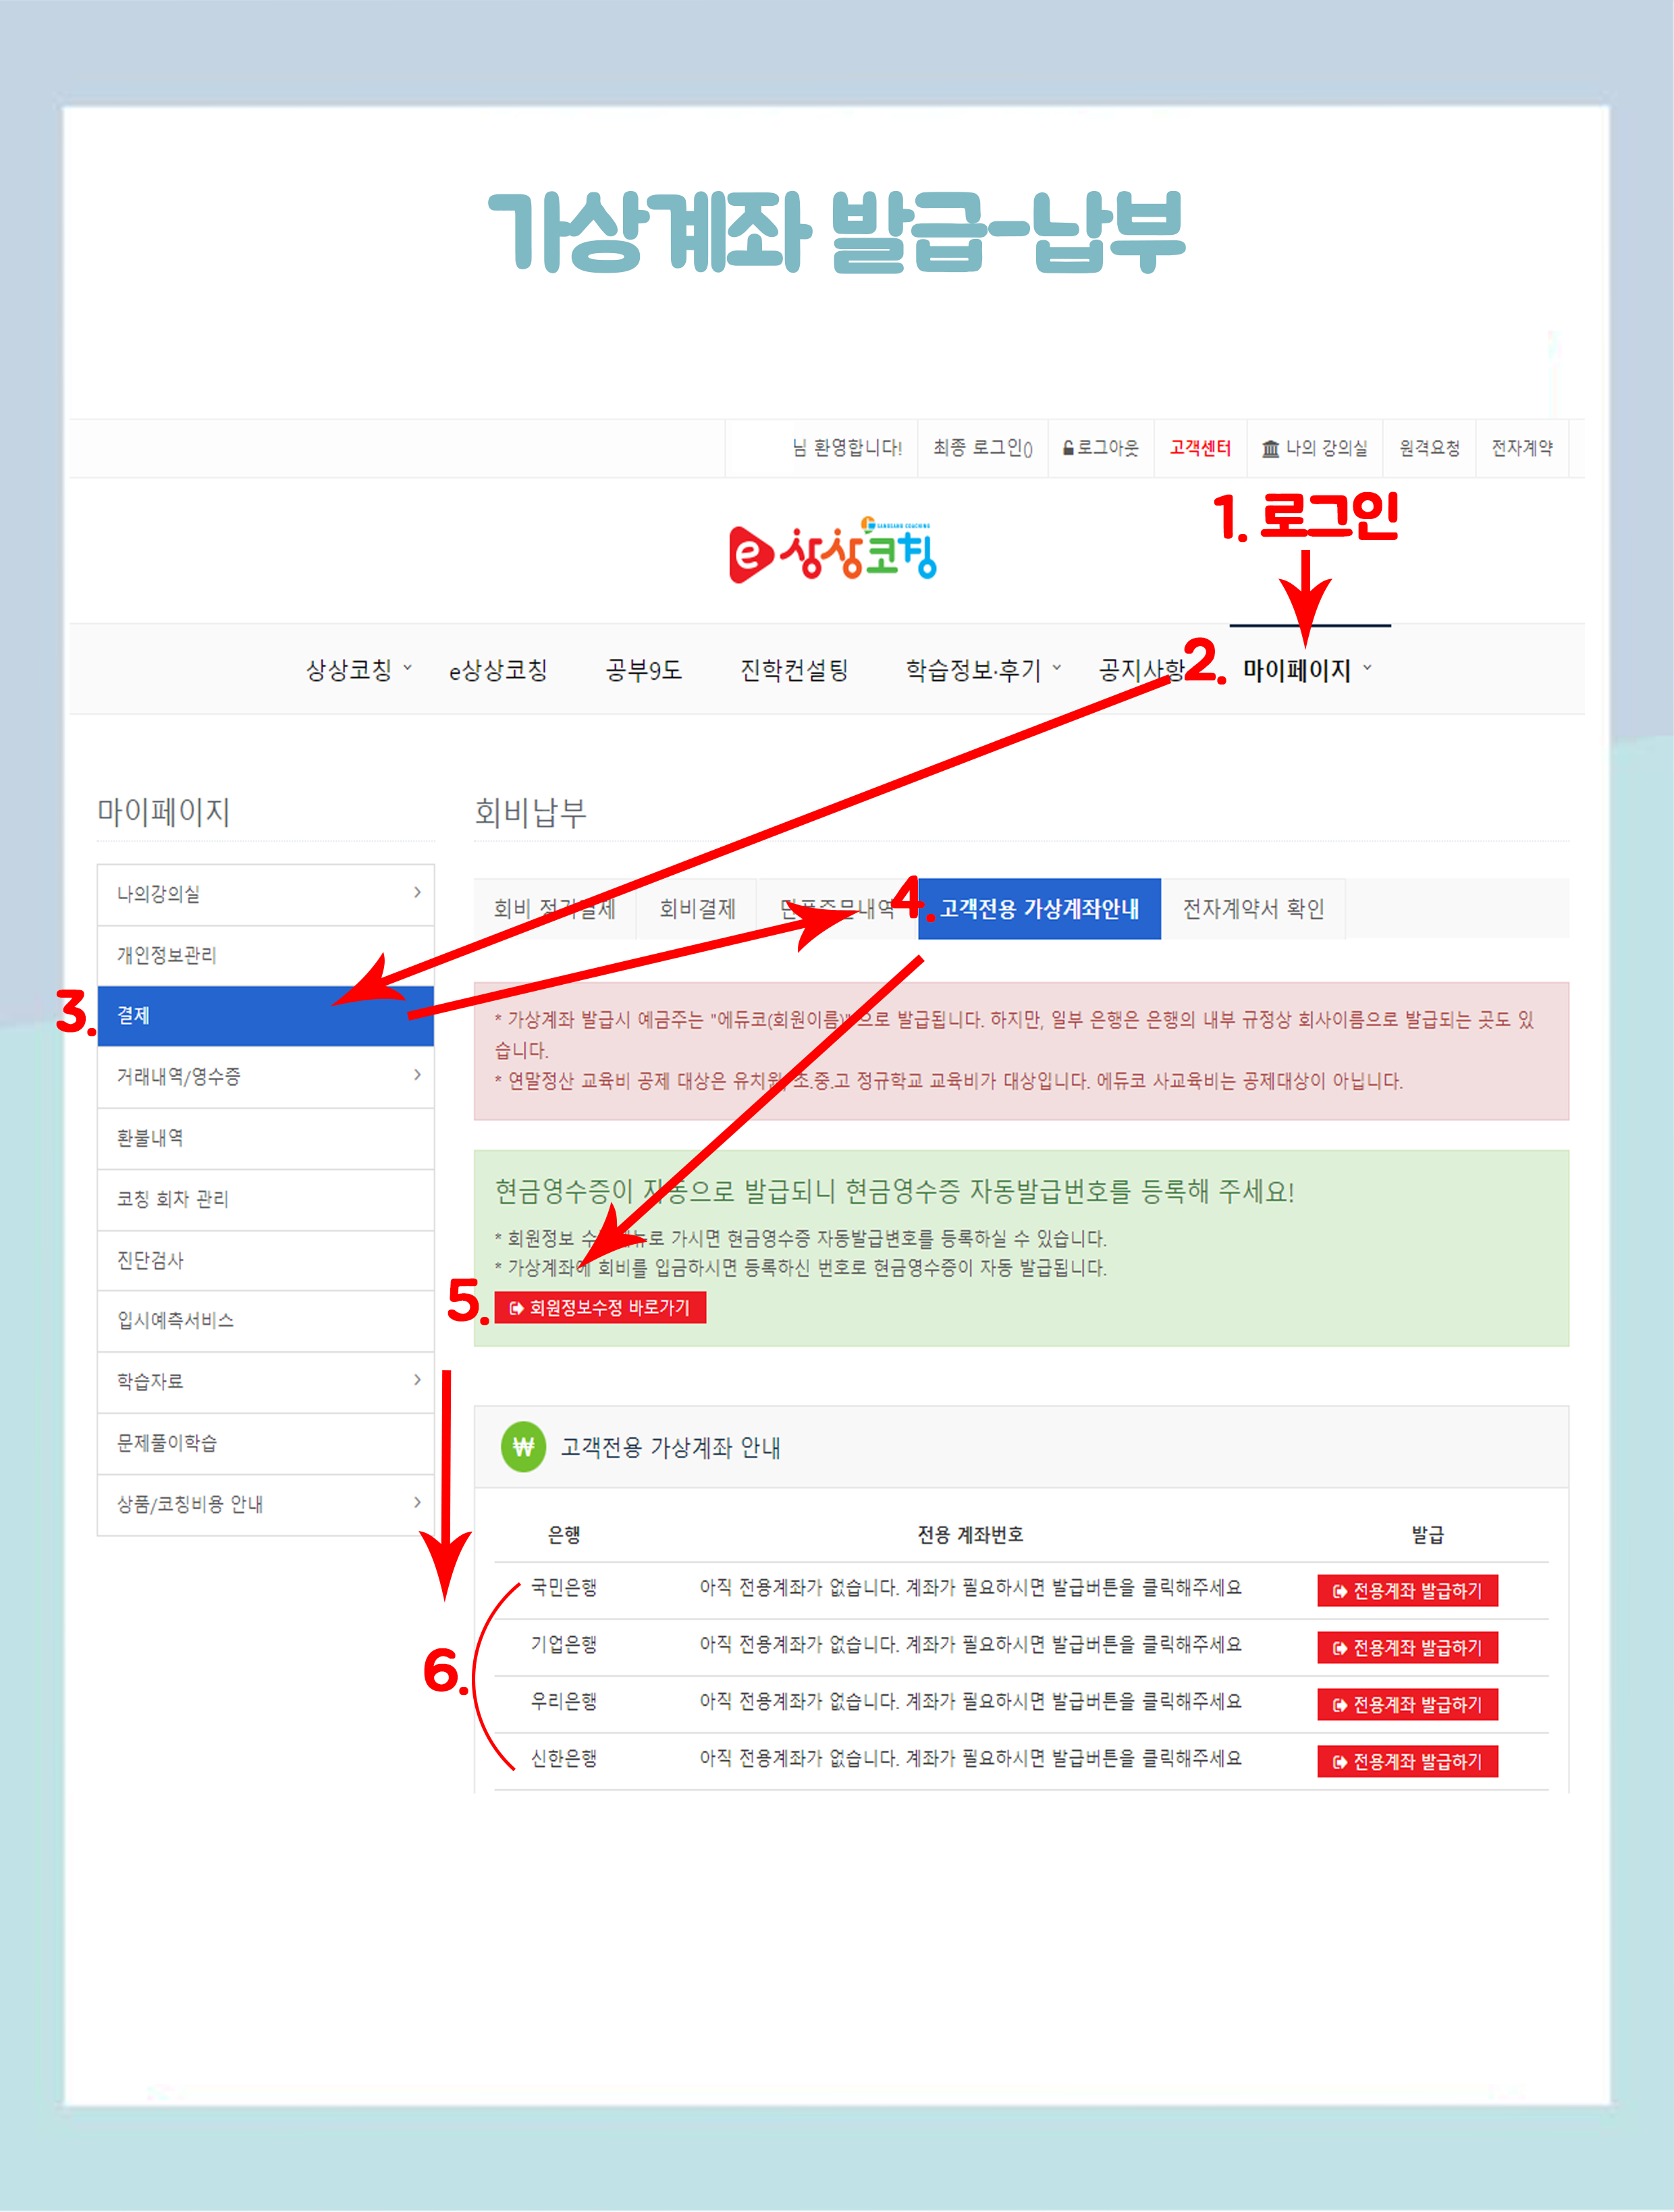 가상계좌 발급-납부
님 환영합니다! 최종 로그인() 로그아웃 고객센터 나의 강의실 원격요청 전자계약
1. 로그인
e 상상코칭
SANGSANG COACHING
상상코칭 e상상코칭 공부9도 진학컨설팅 학습정보·후기 공지사항 2. 마이페이지
마이페이지
나의강의실
개인정보관리
3. 결제
거래내역/영수증
환불내역
코칭 회차 관리
진단검사
입시예측서비스
학습자료
문제풀이학습
상품/코칭비용 안내
회비납부
회비 정기결제 회비결제 4. 고객전용 가상계좌안내 전자계약서 확인
* 가상계좌 발급시 예금주는 "에듀코(회원이름)"으로 발급됩니다. 하지만, 일부 은행은 은행의 내부 규정상 회사이름으로 발급되는 곳도 있
습니다.
* 연말정산 교육비 공제 대상은 유치원, 초.중.고 정규학교 교육비가 대상입니다. 에듀코 사교육비는 공제대상이 아닙니다.
현금영수증이 자동으로 발급되니 현금영수증 자동발급번호를 등록해 주세요!
* 회원정보 수정메뉴로 가시면 현금영수증 자동발급번호를 등록하실 수 있습니다.
* 가상계좌에 회비를 입금하시면 등록하신 번호로 현금영수증이 자동 발급됩니다.
5. 회원정보수정 바로가기
₩ 고객전용 가상계좌 안내
은행 전용 계좌번호 발급
국민은행 아직 전용계좌가 없습니다. 계좌가 필요하시면 발급버튼을 클릭해주세요 전용계좌 발급하기
기업은행 아직 전용계좌가 없습니다. 계좌가 필요하시면 발급버튼을 클릭해주세요 전용계좌 발급하기
6.
우리은행 아직 전용계좌가 없습니다. 계좌가 필요하시면 발급버튼을 클릭해주세요 전용계좌 발급하기
신한은행 아직 전용계좌가 없습니다. 계좌가 필요하시면 발급버튼을 클릭해주세요 전용계좌 발급하기